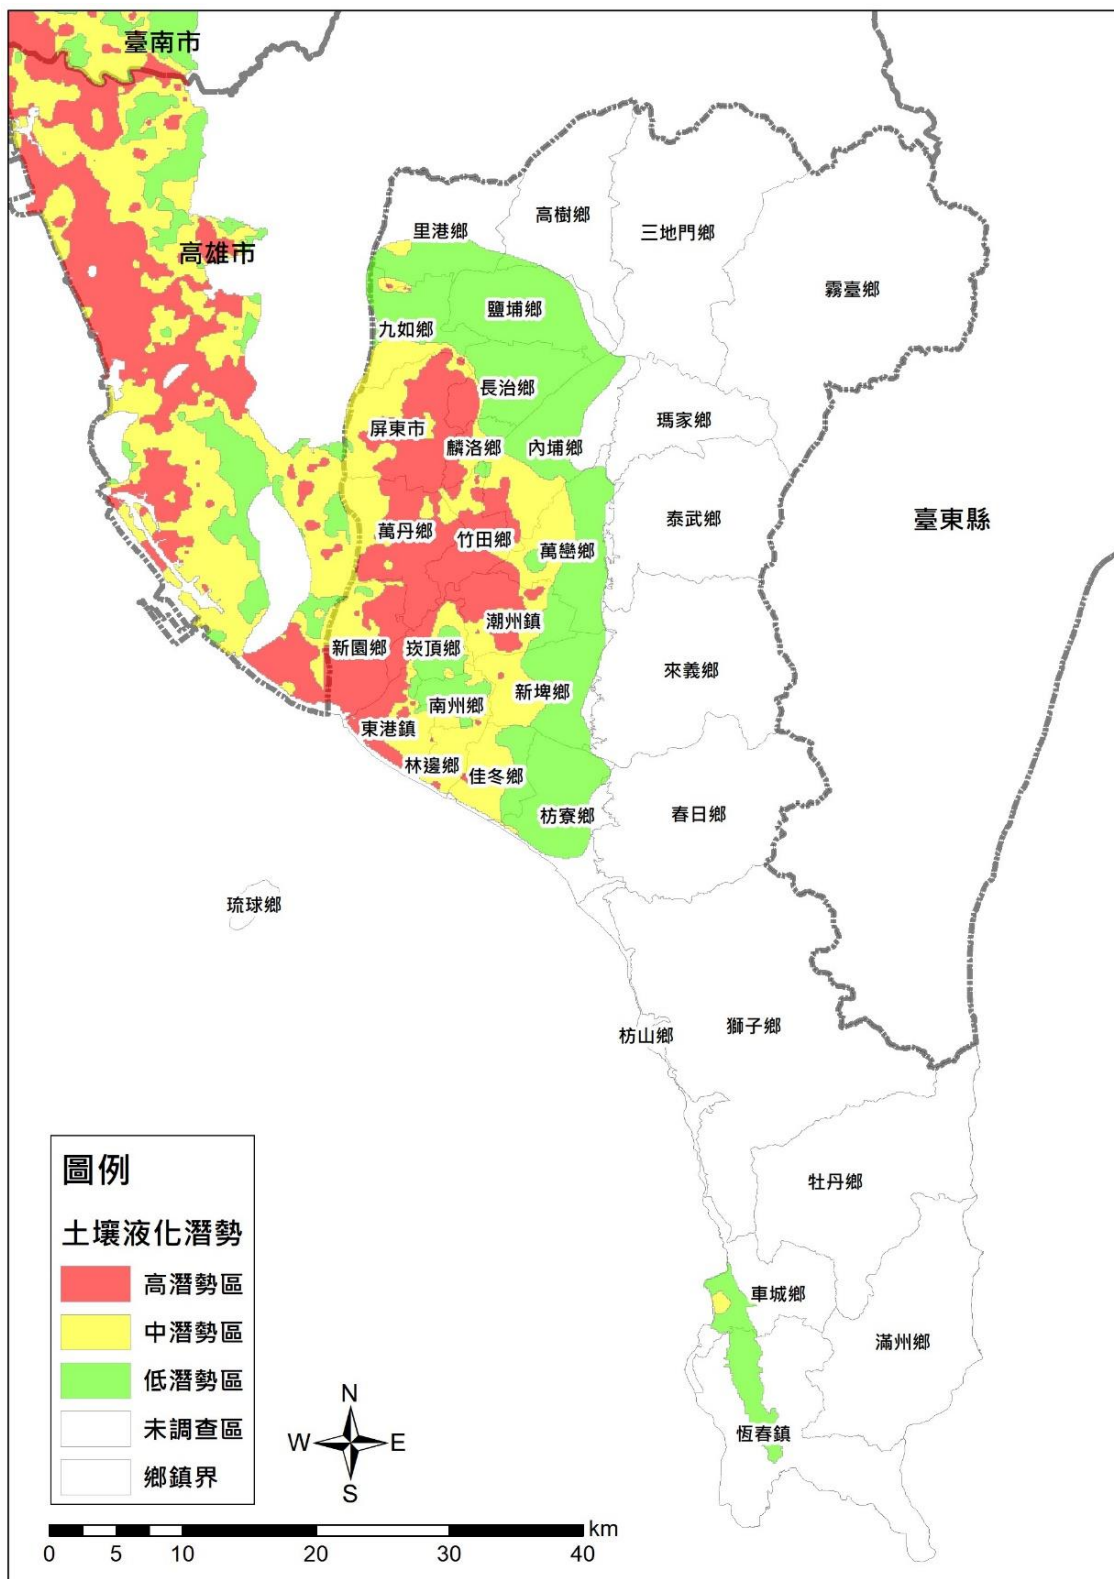 臺南市
高雄市
里港鄉
高樹鄉
三地門鄉
霧臺鄉
鹽埔鄉
九如鄉
長治鄉
屏東市
麟洛鄉
內埔鄉
瑪家鄉
萬丹鄉
竹田鄉
萬巒鄉
泰武鄉
臺東縣
潮州鎮
新園鄉
崁頂鄉
來義鄉
南州鄉
新埤鄉
東港鎮
林邊鄉
佳冬鄉
枋寮鄉
春日鄉
琉球鄉
枋山鄉
獅子鄉
牡丹鄉
車城鄉
滿州鄉
恆春鎮
圖例
土壤液化潛勢
高潛勢區
中潛勢區
低潛勢區
未調查區
鄉鎮界
N
W E
S
km
0 5 10 20 30 40